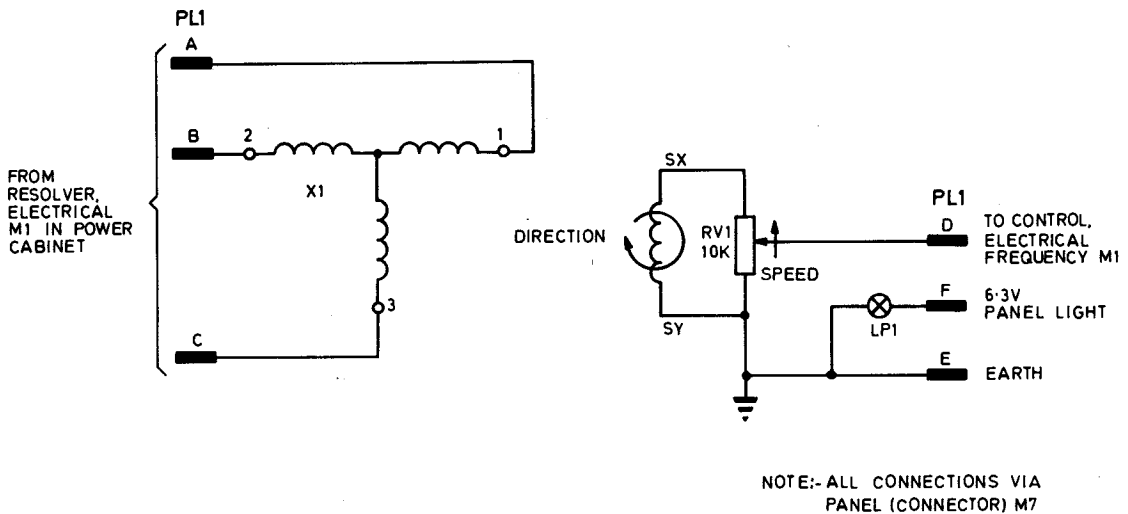 PL1
A
B
2
1
X1
FROM
RESOLVER,
ELECTRICAL
M1 IN POWER
CABINET
3
C
SX
DIRECTION
RV1
10K
SPEED
SY
PL1
D
TO CONTROL,
ELECTRICAL
FREQUENCY M1
F
6·3V
PANEL LIGHT
LP1
E
EARTH
NOTE:- ALL CONNECTIONS VIA
PANEL (CONNECTOR) M7